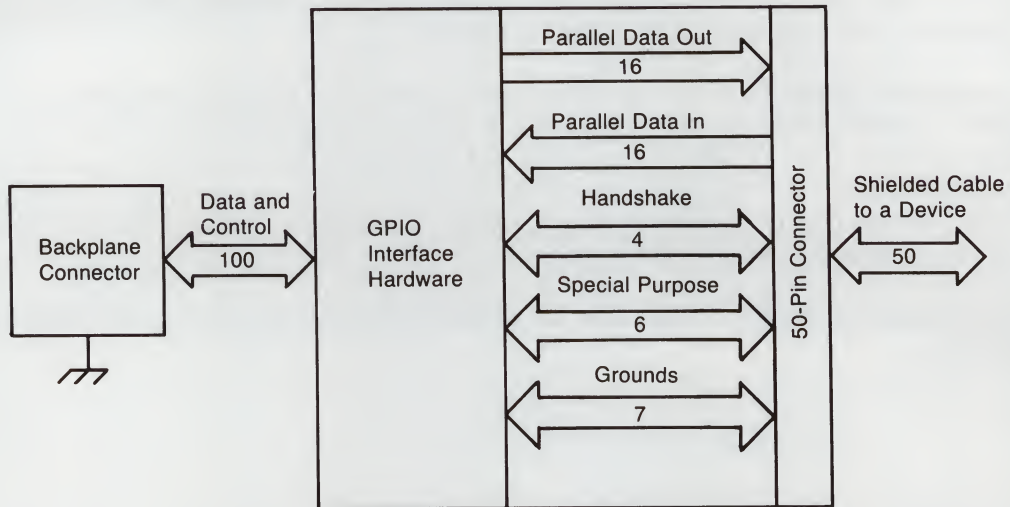 Backplane
Connector
Data and
Control
100
GPIO
Interface
Hardware
Parallel Data Out
16
Parallel Data In
16
Handshake
4
Special Purpose
6
Grounds
7
50-Pin Connector
Shielded Cable
to a Device
50